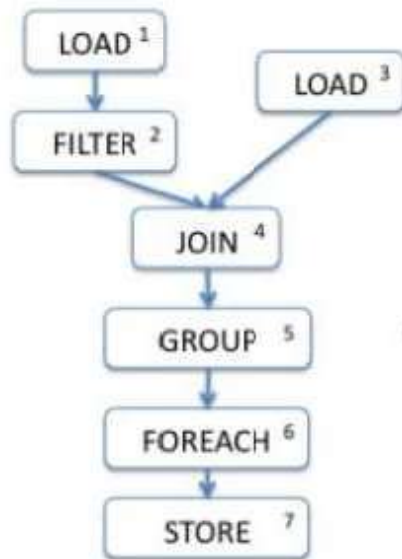 LOAD 1
LOAD 3
FILTER 2
JOIN 4
GROUP 5
FOREACH 6
STORE 7